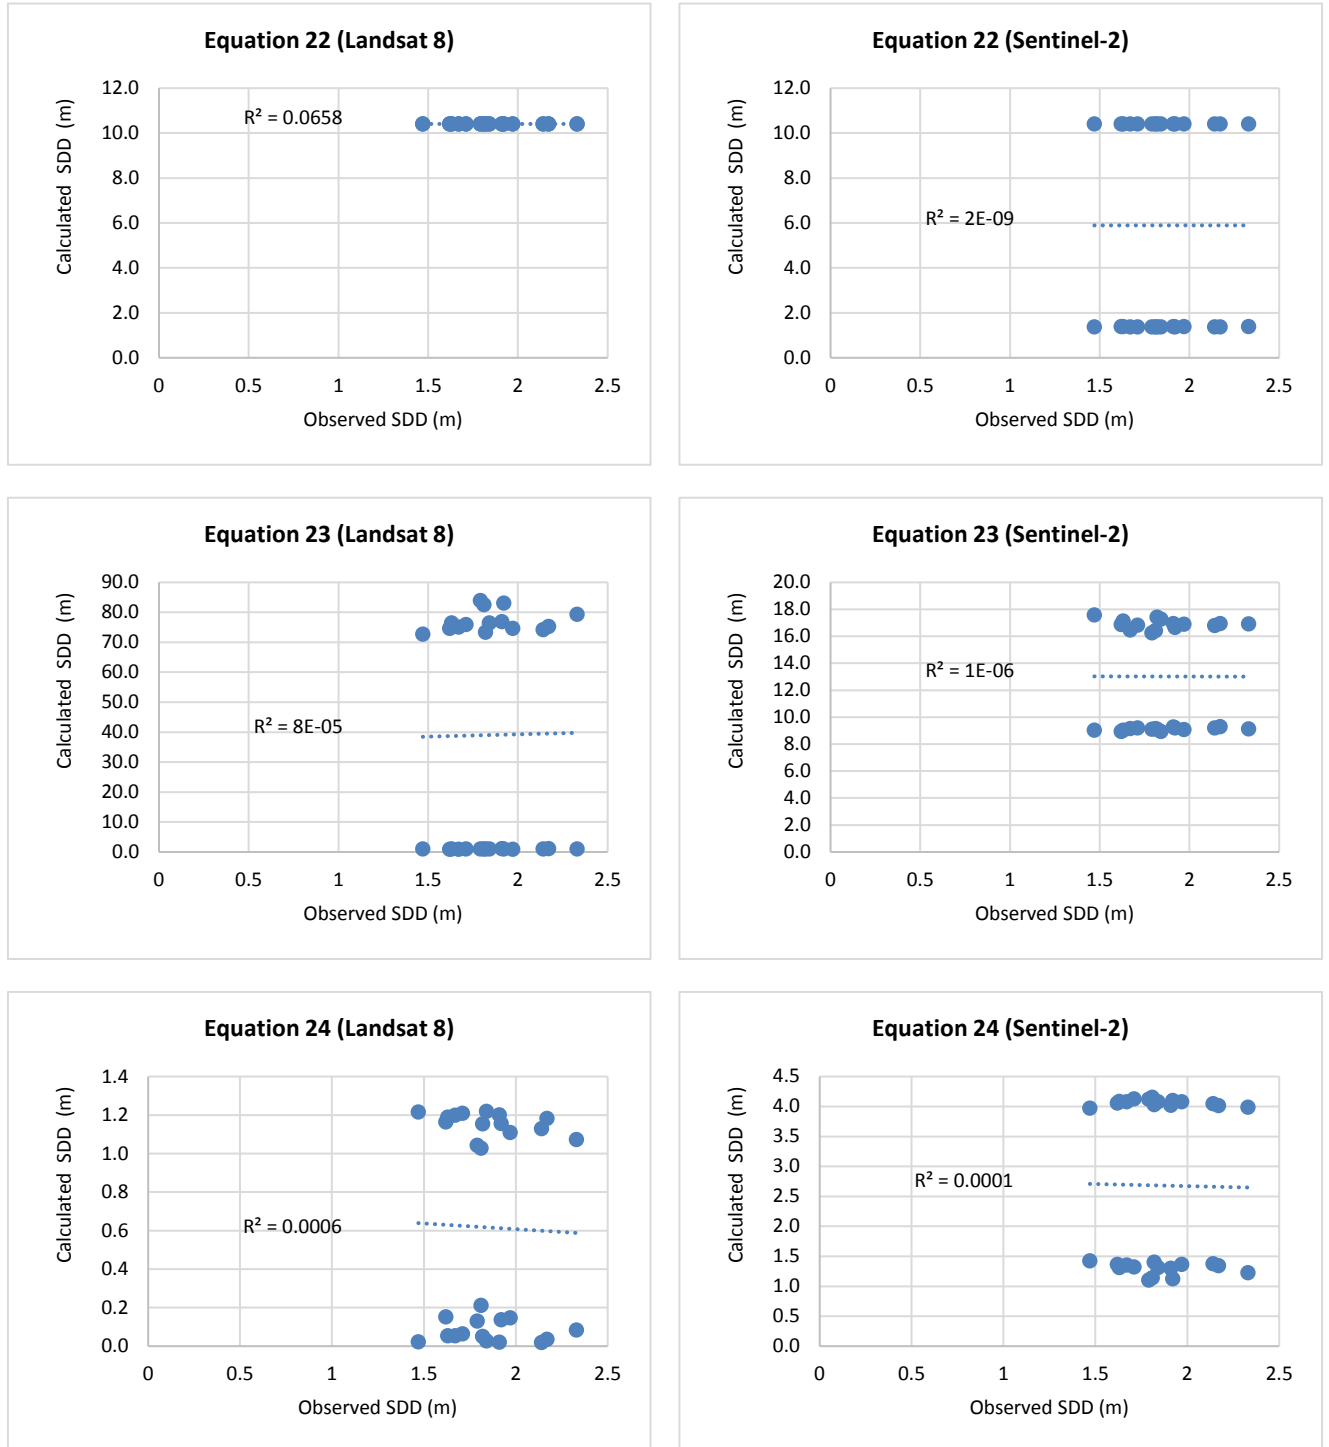 Equation 22 (Landsat 8)
12.0
10.0
8.0
6.0
4.0
2.0
0.0
Calculated SDD (m)
R² = 0.0658
0 0.5 1 1.5 2 2.5
Observed SDD (m)
Equation 22 (Sentinel-2)
12.0
10.0
8.0
6.0
4.0
2.0
0.0
Calculated SDD (m)
R² = 2E-09
0 0.5 1 1.5 2 2.5
Observed SDD (m)
Equation 23 (Landsat 8)
90.0
80.0
70.0
60.0
50.0
40.0
30.0
20.0
10.0
0.0
Calculated SDD (m)
R² = 8E-05
0 0.5 1 1.5 2 2.5
Observed SDD (m)
Equation 23 (Sentinel-2)
20.0
18.0
16.0
14.0
12.0
10.0
8.0
6.0
4.0
2.0
0.0
Calculated SDD (m)
R² = 1E-06
0 0.5 1 1.5 2 2.5
Observed SDD (m)
Equation 24 (Landsat 8)
1.4
1.2
1.0
0.8
0.6
0.4
0.2
0.0
Calculated SDD (m)
R² = 0.0006
0 0.5 1 1.5 2 2.5
Observed SDD (m)
Equation 24 (Sentinel-2)
4.5
4.0
3.5
3.0
2.5
2.0
1.5
1.0
0.5
0.0
Calculated SDD (m)
R² = 0.0001
0 0.5 1 1.5 2 2.5
Observed SDD (m)